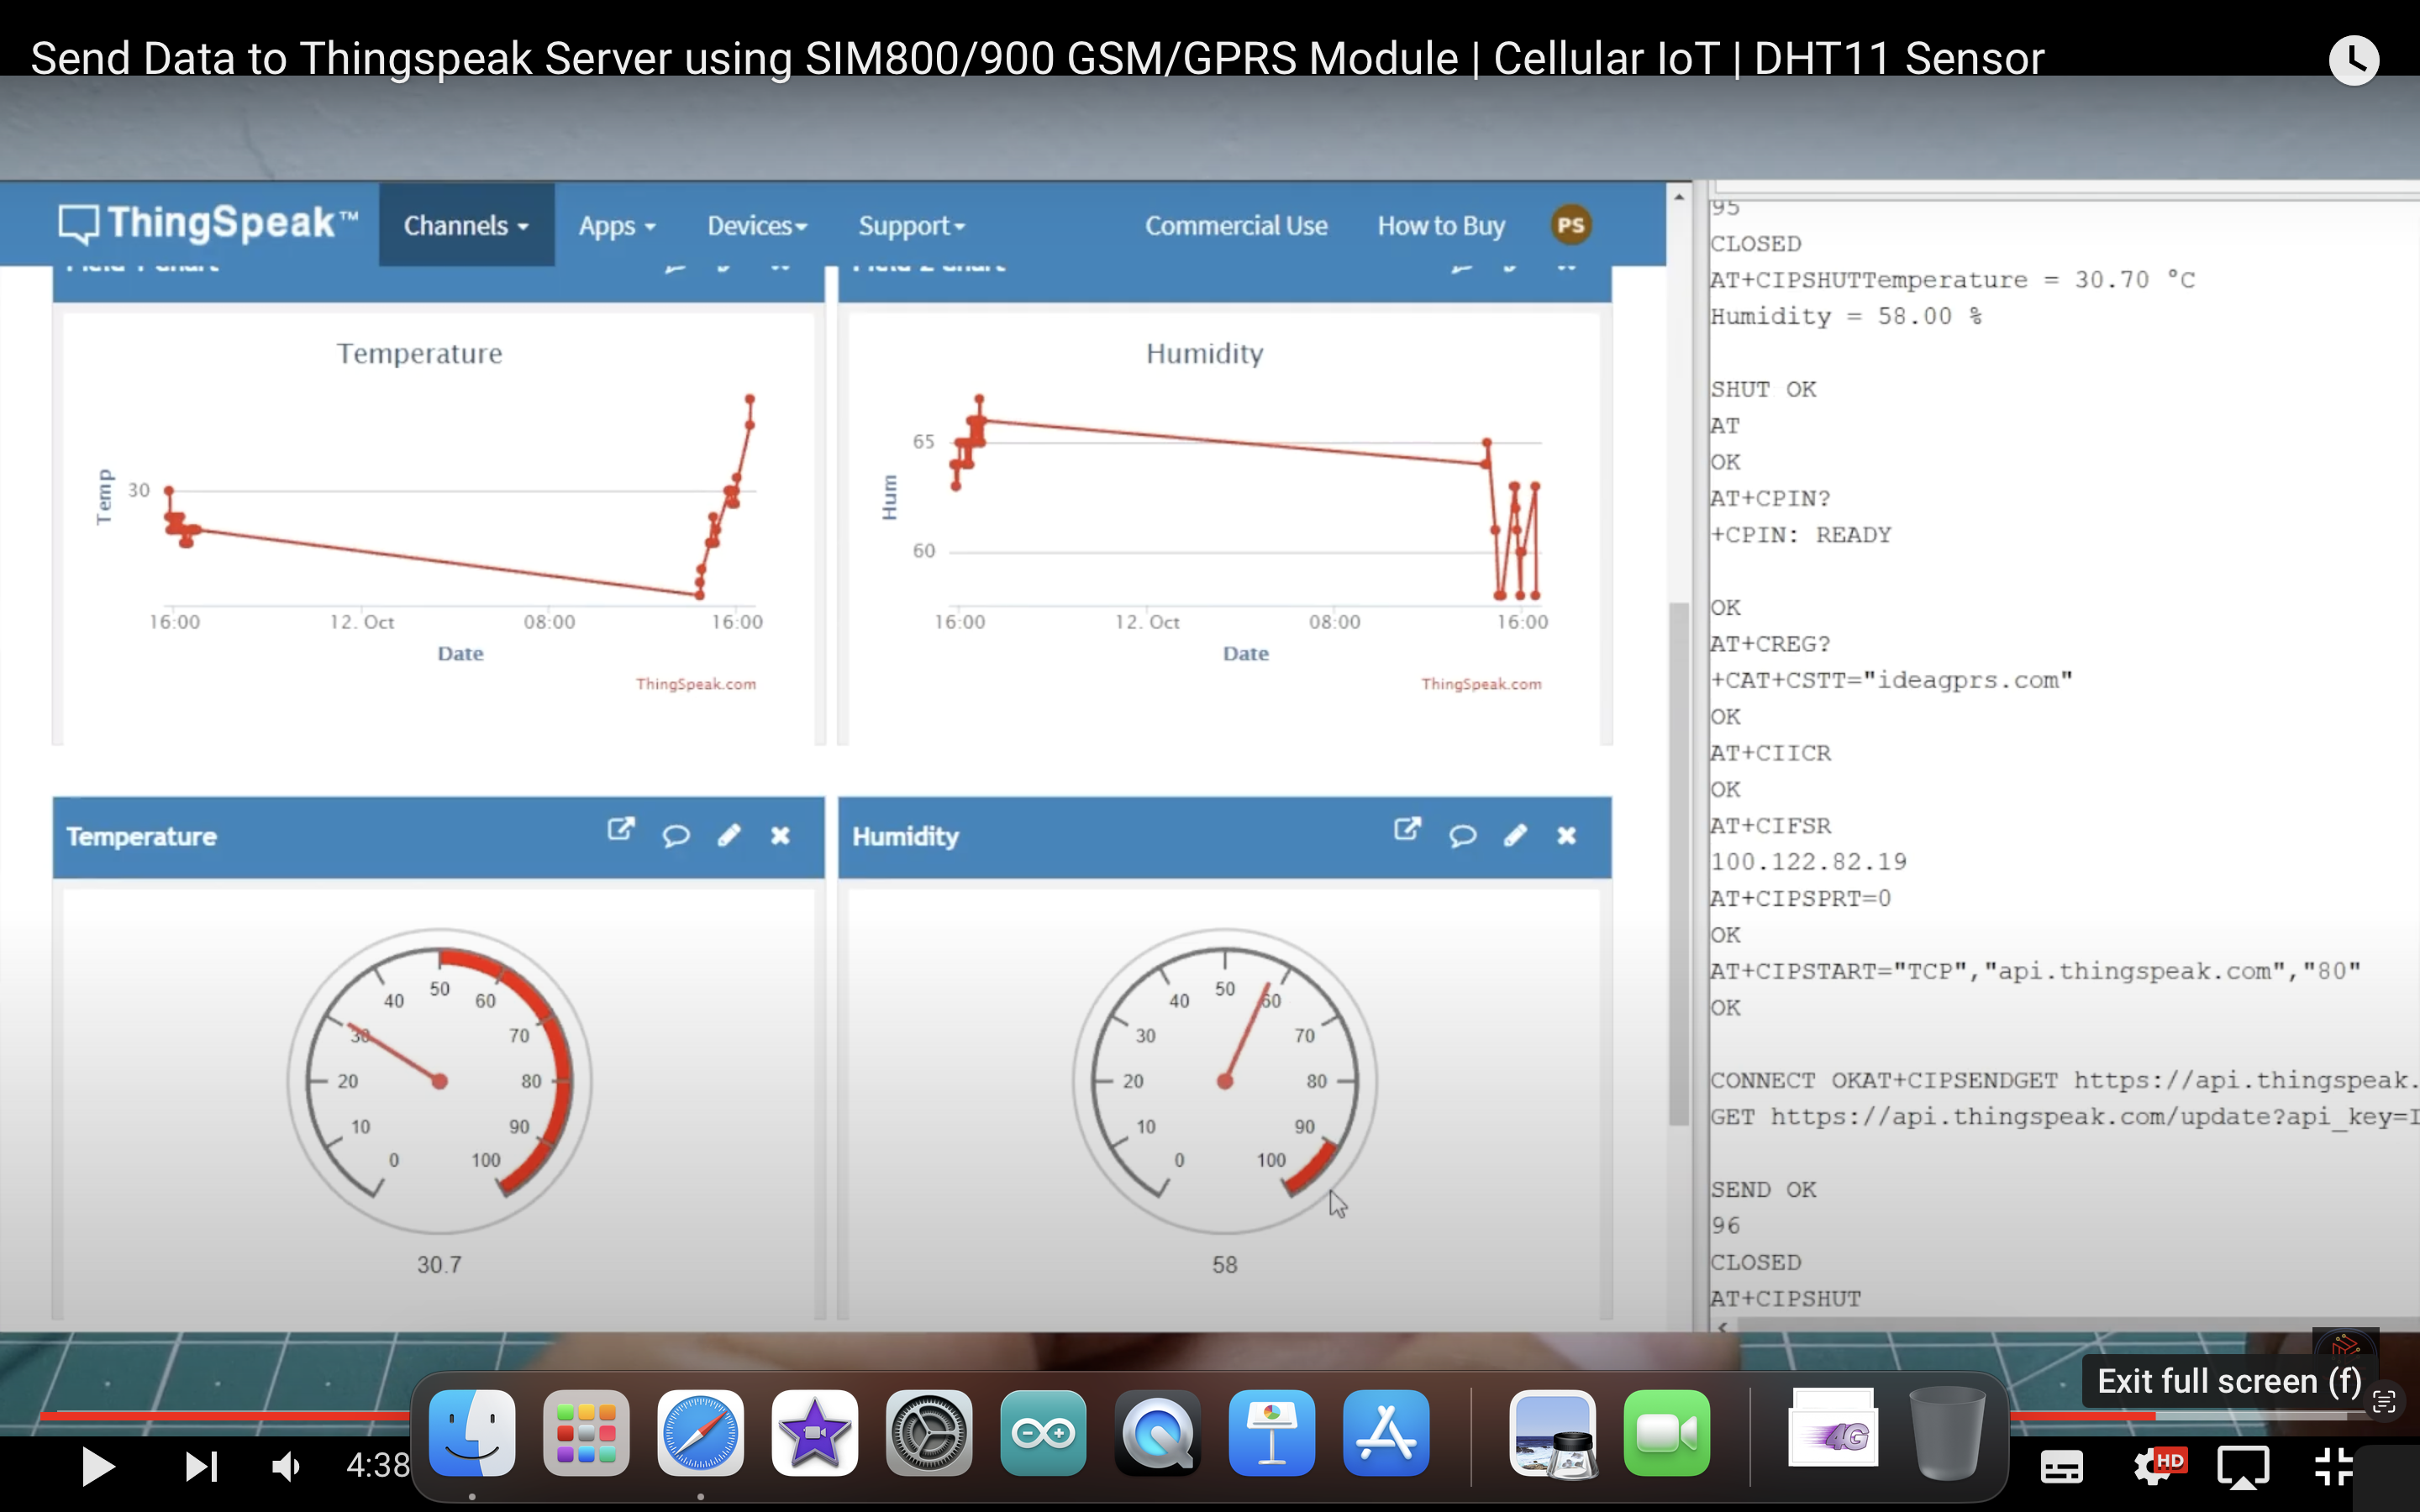 Send Data to Thingspeak Server using SIM800/900 GSM/GPRS Module | Cellular IoT | DHT11 Sensor
ThingSpeak™ Channels Apps Devices Support Commercial Use How to Buy PS
Field 1 Chart Field 2 Chart
Temperature
Temp
30
16:00 12. Oct 08:00 16:00
Date
ThingSpeak.com
Humidity
Hum
65
60
16:00 12. Oct 08:00 16:00
Date
ThingSpeak.com
Temperature
0 10 20 30 40 50 60 70 80 90 100
30.7
Humidity
0 10 20 30 40 50 60 70 80 90 100
58
95
CLOSED
AT+CIPSHUTTemperature = 30.70 °C
Humidity = 58.00 %
SHUT OK
AT
OK
AT+CPIN?
+CPIN: READY
OK
AT+CREG?
+CAT+CSTT="ideagprs.com"
OK
AT+CIICR
OK
AT+CIFSR
100.122.82.19
AT+CIPSPRT=0
OK
AT+CIPSTART="TCP","api.thingspeak.com","80"
OK
CONNECT OKAT+CIPSENDGET https://api.thingspeak.
GET https://api.thingspeak.com/update?api_key=I
SEND OK
96
CLOSED
AT+CIPSHUT
Exit full screen (f)
4:38
4G
HD